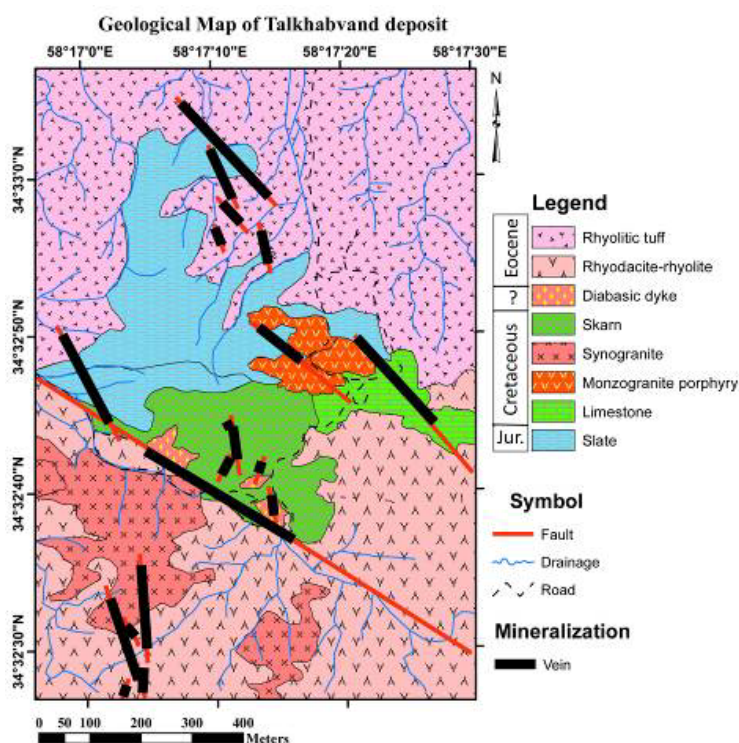 Geological Map of Talkhabvand deposit
58°17'0"E 58°17'10"E 58°17'20"E 58°17'30"E
N
34°33'0"N
34°32'50"N
34°32'40"N
34°32'30"N
Legend
Eocene
?
Cretaceous
Jur.
Rhyolitic tuff
Rhyodacite-rhyolite
Diabasic dyke
Skarn
Synogranite
Monzogranite porphyry
Limestone
Slate
Symbol
Fault
Drainage
Road
Mineralization
Vein
0 50 100 200 300 400
Meters